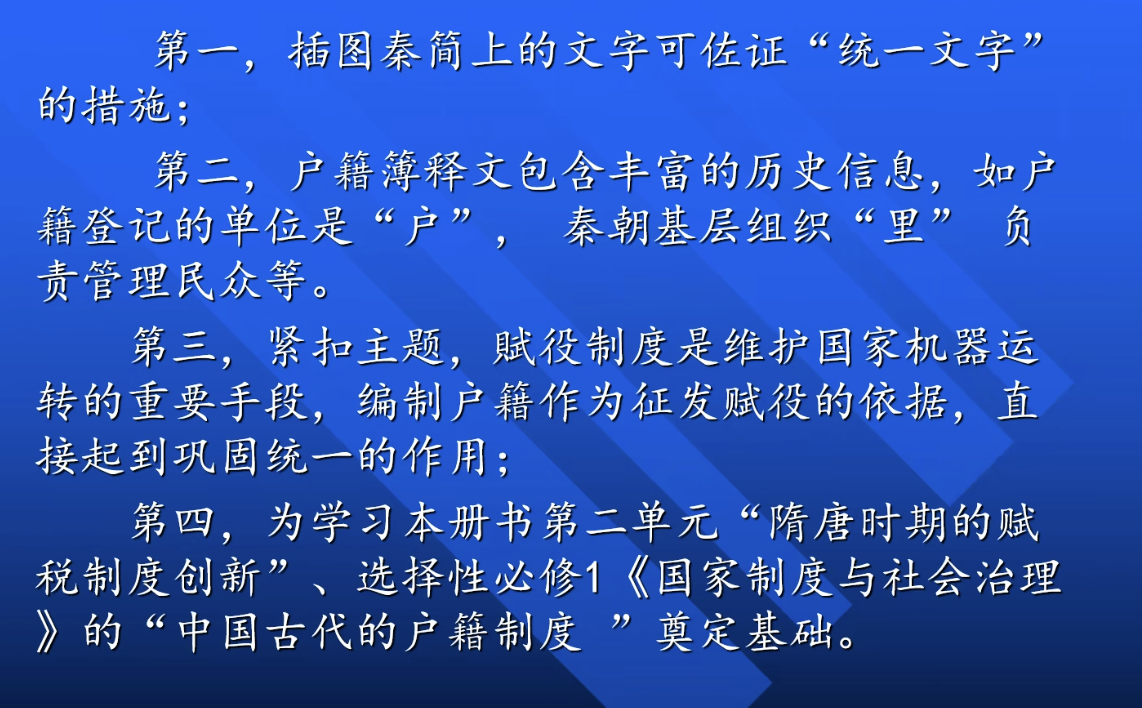 第一，插图秦简上的文字可佐证“统一文字”
的措施；
第二，户籍簿释文包含丰富的历史信息，如户
籍登记的单位是“户”， 秦朝基层组织“里” 负
责管理民众等。
第三，紧扣主题，赋役制度是维护国家机器运
转的重要手段，编制户籍作为征发赋役的依据，直
接起到巩固统一的作用；
第四，为学习本册书第二单元“隋唐时期的赋
税制度创新”、选择性必修1《国家制度与社会治理
》的“中国古代的户籍制度 ”奠定基础。